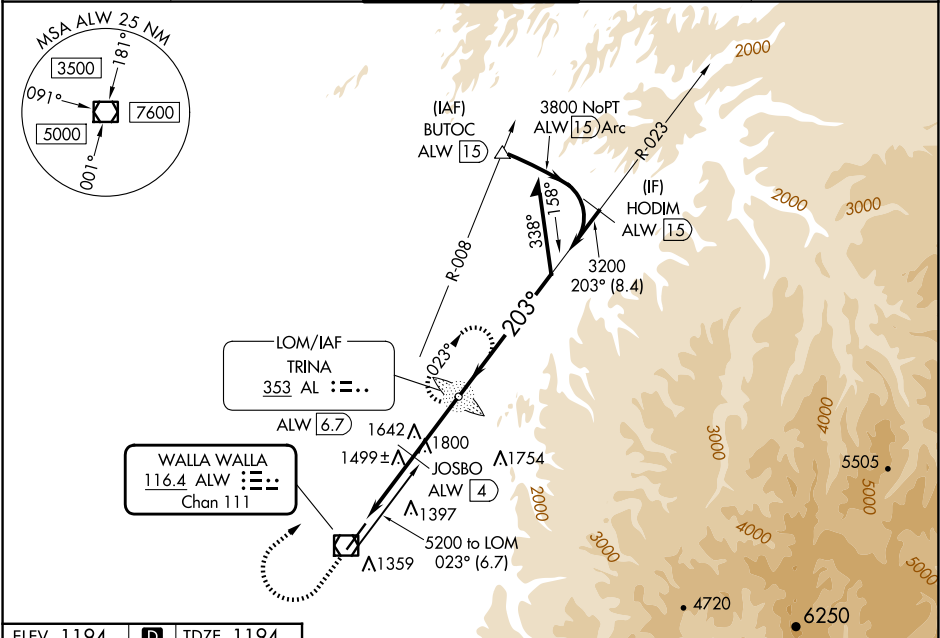 MSA ALW 25 NM
3500
181°
091°
7600
5000
001°
(IAF)
BUTOC
ALW 15
3800 NoPT
ALW 15 Arc
R-023
2000
(IF)
HODIM
ALW 15
2000
3000
338°
158°
3200
203° (8.4)
R-008
203°
LOM/IAF
TRINA
353 AL
ALW 6.7
023°
1642
1800
1499±
1754
JOSBO
ALW 4
1397
WALLA WALLA
116.4 ALW
Chan 111
5200 to LOM
023° (6.7)
1359
2000
3000
3000
4000
4000
5505
5000
5000
4720
6250
ELEV 1194
D
TDZE 1194